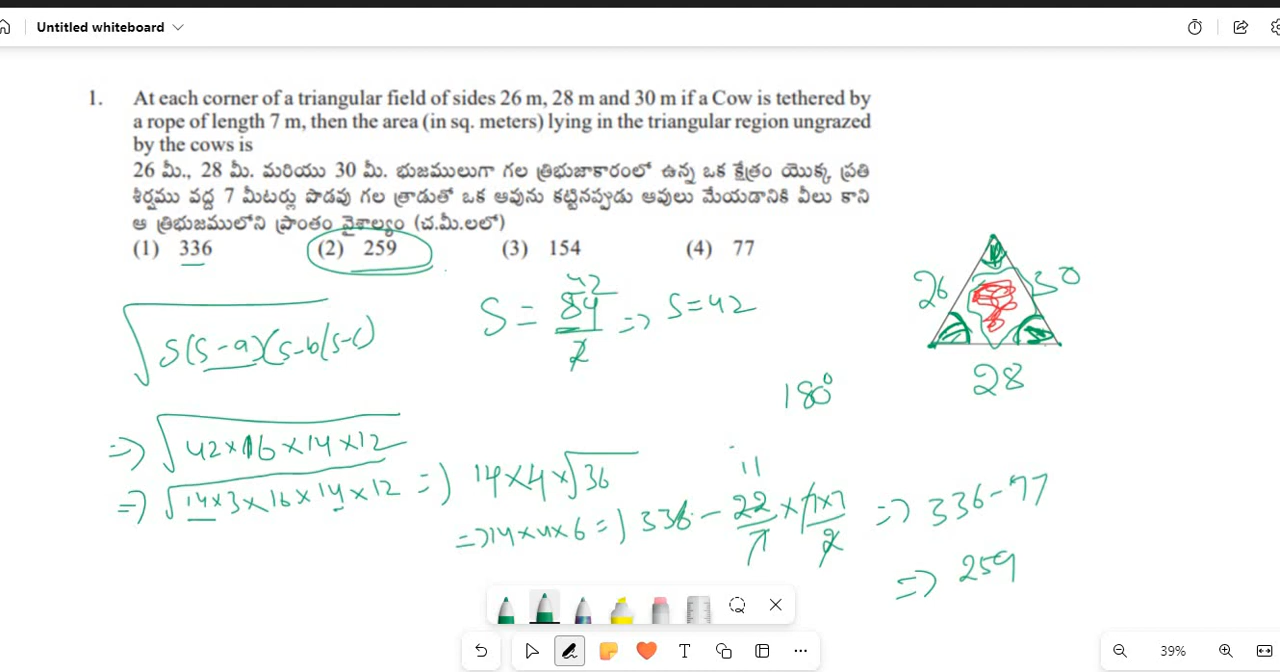 Untitled whiteboard
1. At each corner of a triangular field of sides 26 m, 28 m and 30 m if a Cow is tethered by
a rope of length 7 m, then the area (in sq. meters) lying in the triangular region ungrazed
by the cows is
26 మీ., 28 మీ. మరియు 30 మీ. భుజములుగా గల త్రిభుజాకారంలో ఉన్న ఒక క్షేత్రం యొక్క ప్రతి
శీర్షము వద్ద 7 మీటర్లు పొడవు గల త్రాడుతో ఒక ఆవును కట్టినప్పుడు ఆవులు మేయడానికి వీలు కాని
ఆ త్రిభుజములోని ప్రాంతం వైశాల్యం (చ.మీ.లలో)
(1) 336 (2) 259 (3) 154 (4) 77
26 30
28
√s(s-a)(s-b)(s-c)
S = 84/2 42 => S=42
180°
=> √42×16×14×12
=> √14×3×16×14×12 => 14×4×√36
=> 14×4×6 => 336 - 22/7 × 7×7/2 11 => 336-77
=> 259
T
39%